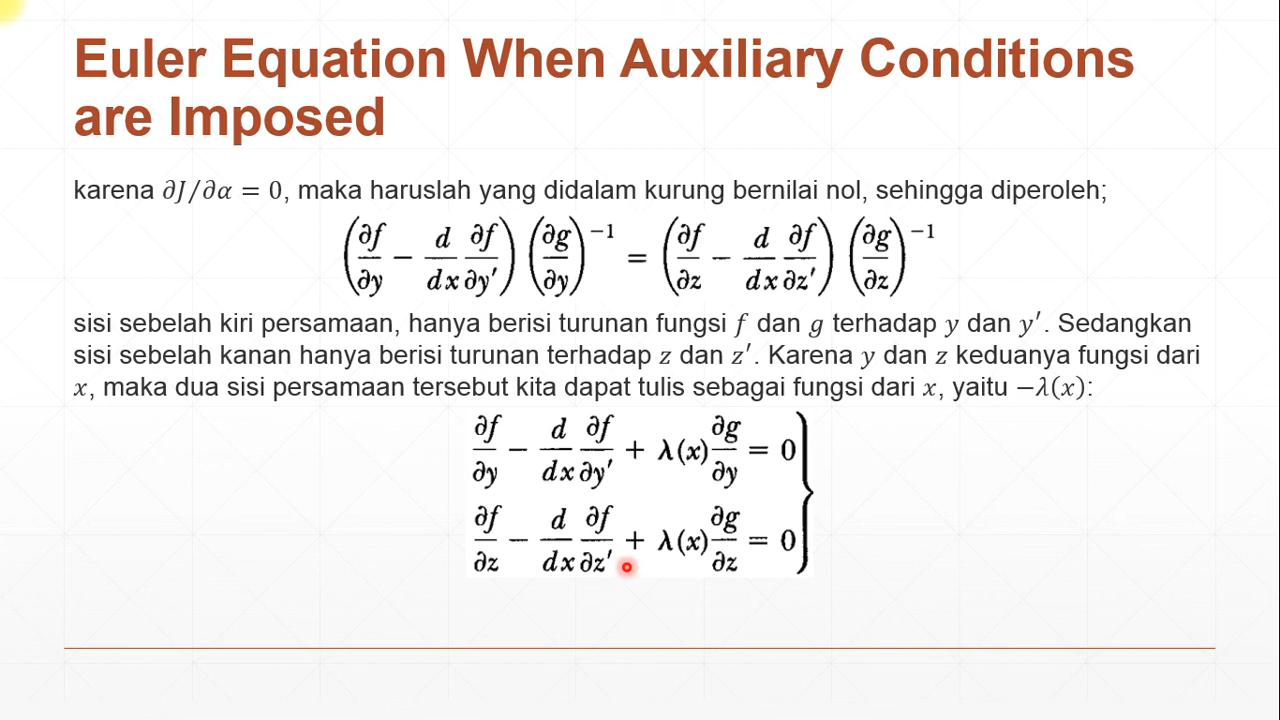 Euler Equation When Auxiliary Conditions
are Imposed
karena ∂J/∂α = 0, maka haruslah yang didalam kurung bernilai nol, sehingga diperoleh;
(∂f/∂y − d/dx ∂f/∂y′)(∂g/∂y)⁻¹ = (∂f/∂z − d/dx ∂f/∂z′)(∂g/∂z)⁻¹
sisi sebelah kiri persamaan, hanya berisi turunan fungsi f dan g terhadap y dan y′. Sedangkan
sisi sebelah kanan hanya berisi turunan terhadap z dan z′. Karena y dan z keduanya fungsi dari
x, maka dua sisi persamaan tersebut kita dapat tulis sebagai fungsi dari x, yaitu −λ(x):
∂f/∂y − d/dx ∂f/∂y′ + λ(x) ∂g/∂y = 0
∂f/∂z − d/dx ∂f/∂z′ + λ(x) ∂g/∂z = 0